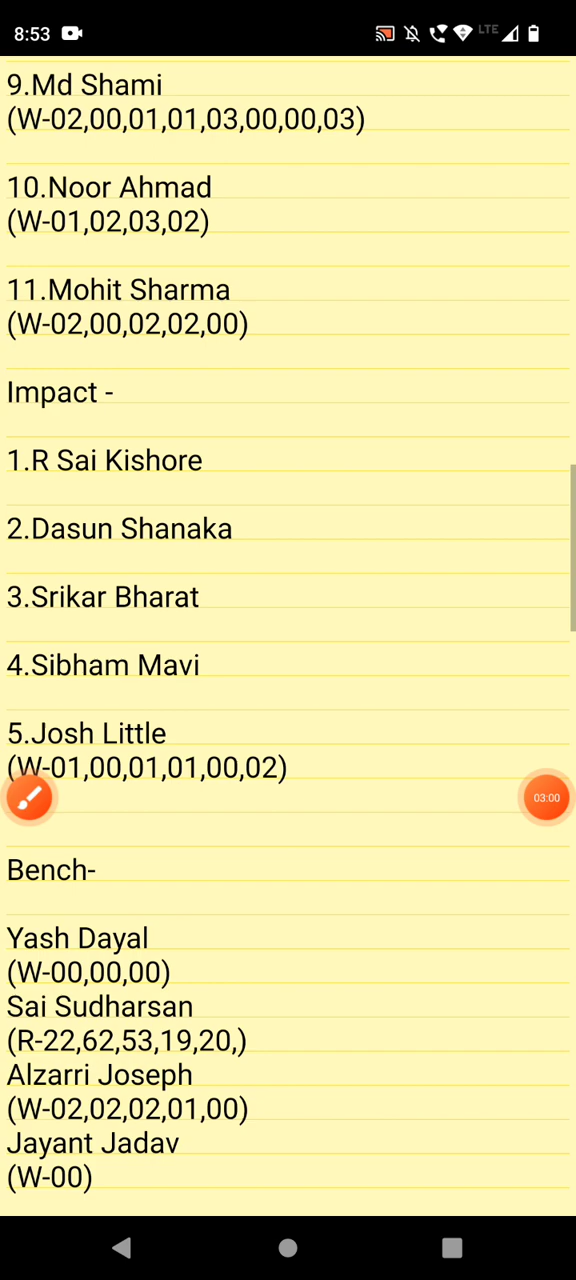 8:53
LTE
9.Md Shami
(W-02,00,01,01,03,00,00,03)
10.Noor Ahmad
(W-01,02,03,02)
11.Mohit Sharma
(W-02,00,02,02,00)
Impact -
1.R Sai Kishore
2.Dasun Shanaka
3.Srikar Bharat
4.Sibham Mavi
5.Josh Little
(W-01,00,01,01,00,02)
03:00
Bench-
Yash Dayal
(W-00,00,00)
Sai Sudharsan
(R-22,62,53,19,20,)
Alzarri Joseph
(W-02,02,02,01,00)
Jayant Jadav
(W-00)